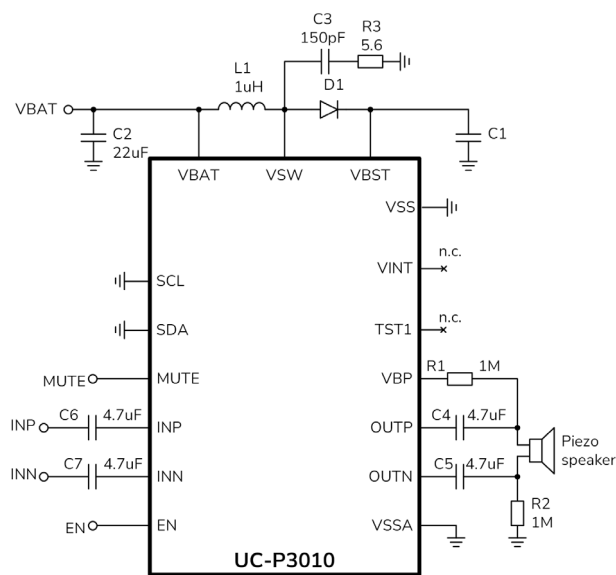 C3
150pF
R3
5.6
L1
1uH
D1
VBAT
C2
22uF
C1
VBAT
VSW
VBST
VSS
n.c.
VINT
SCL
n.c.
SDA
TST1
R1
1M
MUTE
MUTE
VBP
C6
4.7uF
C4
4.7uF
INP
INP
OUTP
Piezo
speaker
C7
4.7uF
C5
4.7uF
INN
INN
OUTN
R2
1M
EN
EN
VSSA
UC-P3010